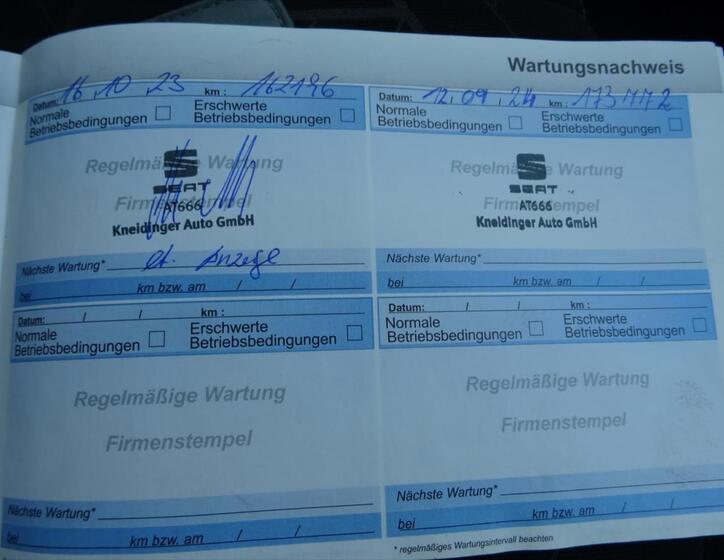 Wartungsnachweis
Datum: 16.10.23 km: 162196
Normale Betriebsbedingungen
Erschwerte Betriebsbedingungen
Regelmäßige Wartung
Firmenstempel
SEAT
AT666
Kneidinger Auto GmbH
Nächste Wartung* lt. Anzeige
bei km bzw. am / /
Datum: 12.09.24 km: 173772
Normale Betriebsbedingungen
Erschwerte Betriebsbedingungen
Regelmäßige Wartung
Firmenstempel
SEAT
AT666
Kneidinger Auto GmbH
Nächste Wartung*
bei km bzw. am / /
Datum: / / km:
Normale Betriebsbedingungen
Erschwerte Betriebsbedingungen
Regelmäßige Wartung
Firmenstempel
Nächste Wartung*
bei km bzw. am / /
Datum: / / km:
Normale Betriebsbedingungen
Erschwerte Betriebsbedingungen
Regelmäßige Wartung
Firmenstempel
Nächste Wartung*
bei km bzw. am / /
* regelmäßiges Wartungsintervall beachten